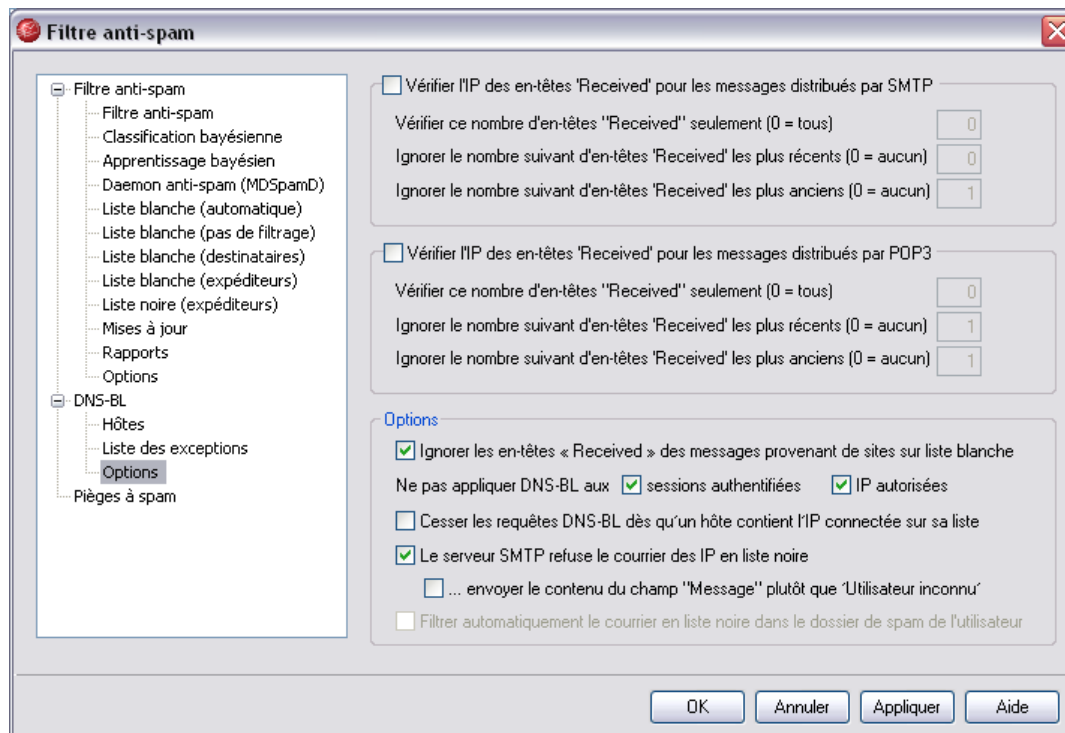 Filtre anti-spam
Filtre anti-spam
Filtre anti-spam
Classification bayésienne
Apprentissage bayésien
Daemon anti-spam (MDSpamD)
Liste blanche (automatique)
Liste blanche (pas de filtrage)
Liste blanche (destinataires)
Liste blanche (expéditeurs)
Liste noire (expéditeurs)
Mises à jour
Rapports
Options
DNS-BL
Hôtes
Liste des exceptions
Options
Pièges à spam
Vérifier l'IP des en-têtes 'Received' pour les messages distribués par SMTP
Vérifier ce nombre d'en-têtes "Received" seulement (0 = tous) 0
Ignorer le nombre suivant d'en-têtes 'Received' les plus récents (0 = aucun) 0
Ignorer le nombre suivant d'en-têtes 'Received' les plus anciens (0 = aucun) 1
Vérifier l'IP des en-têtes 'Received' pour les messages distribués par POP3
Vérifier ce nombre d'en-têtes "Received" seulement (0 = tous) 0
Ignorer le nombre suivant d'en-têtes 'Received' les plus récents (0 = aucun) 1
Ignorer le nombre suivant d'en-têtes 'Received' les plus anciens (0 = aucun) 1
Options
Ignorer les en-têtes « Received » des messages provenant de sites sur liste blanche
Ne pas appliquer DNS-BL aux sessions authentifiées IP autorisées
Cesser les requêtes DNS-BL dès qu´un hôte contient l´IP connectée sur sa liste
Le serveur SMTP refuse le courrier des IP en liste noire
... envoyer le contenu du champ "Message" plutôt que ´Utilisateur inconnu´
Filtrer automatiquement le courrier en liste noire dans le dossier de spam de l'utilisateur
OK Annuler Appliquer Aide